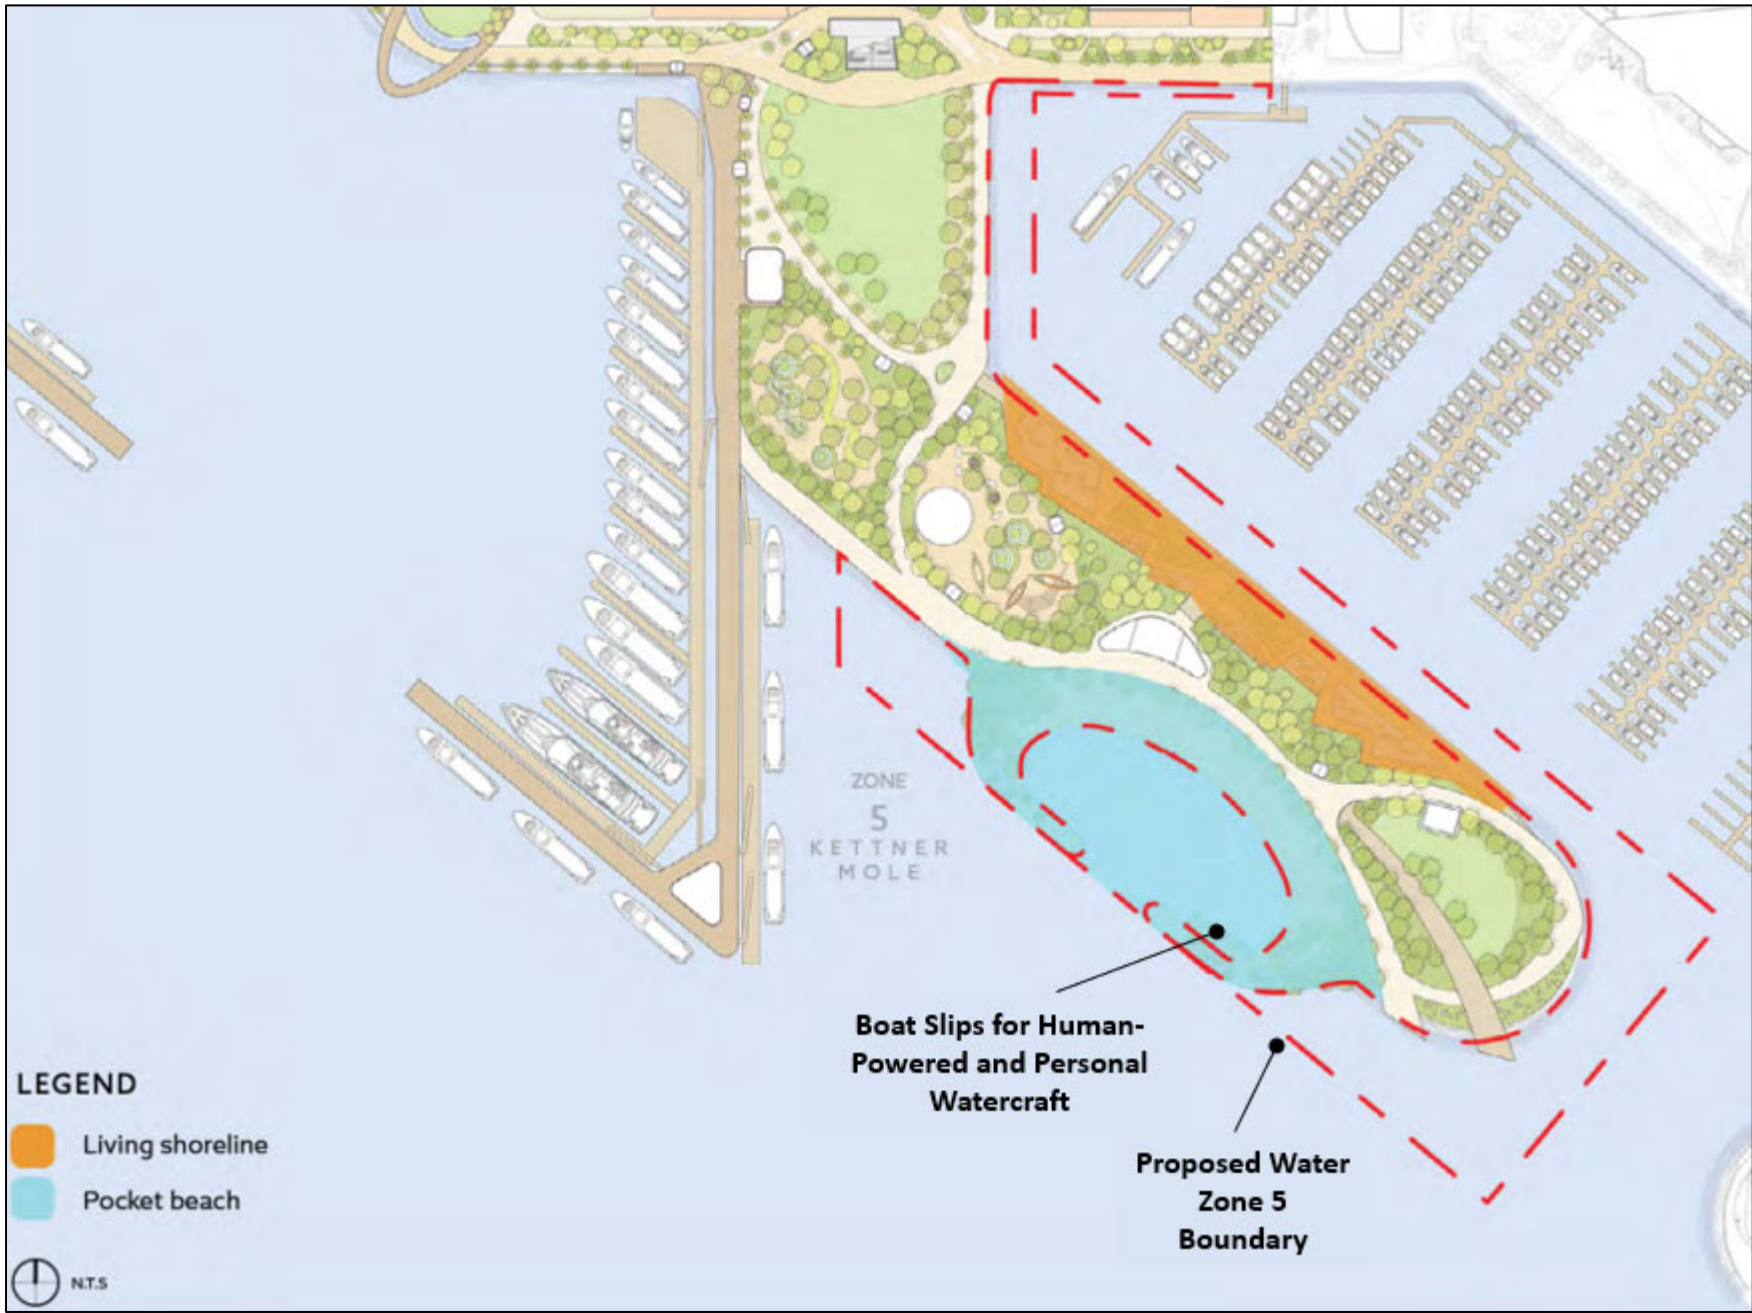 ZONE
5
KETTNER
MOLE
Boat Slips for Human-
Powered and Personal
Watercraft
Proposed Water
Zone 5
Boundary
LEGEND
Living shoreline
Pocket beach
N.T.S